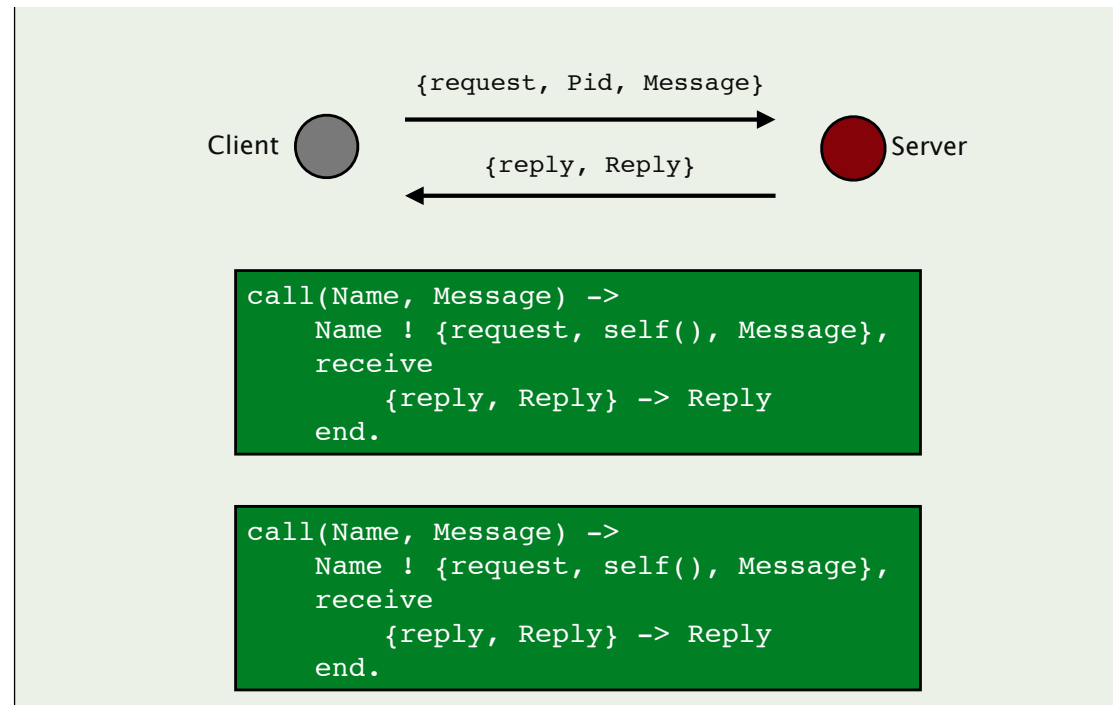 {request, Pid, Message}
Client
Server
{reply, Reply}
call(Name, Message) ->
    Name ! {request, self(), Message},
    receive
        {reply, Reply} -> Reply
    end.
call(Name, Message) ->
    Name ! {request, self(), Message},
    receive
        {reply, Reply} -> Reply
    end.